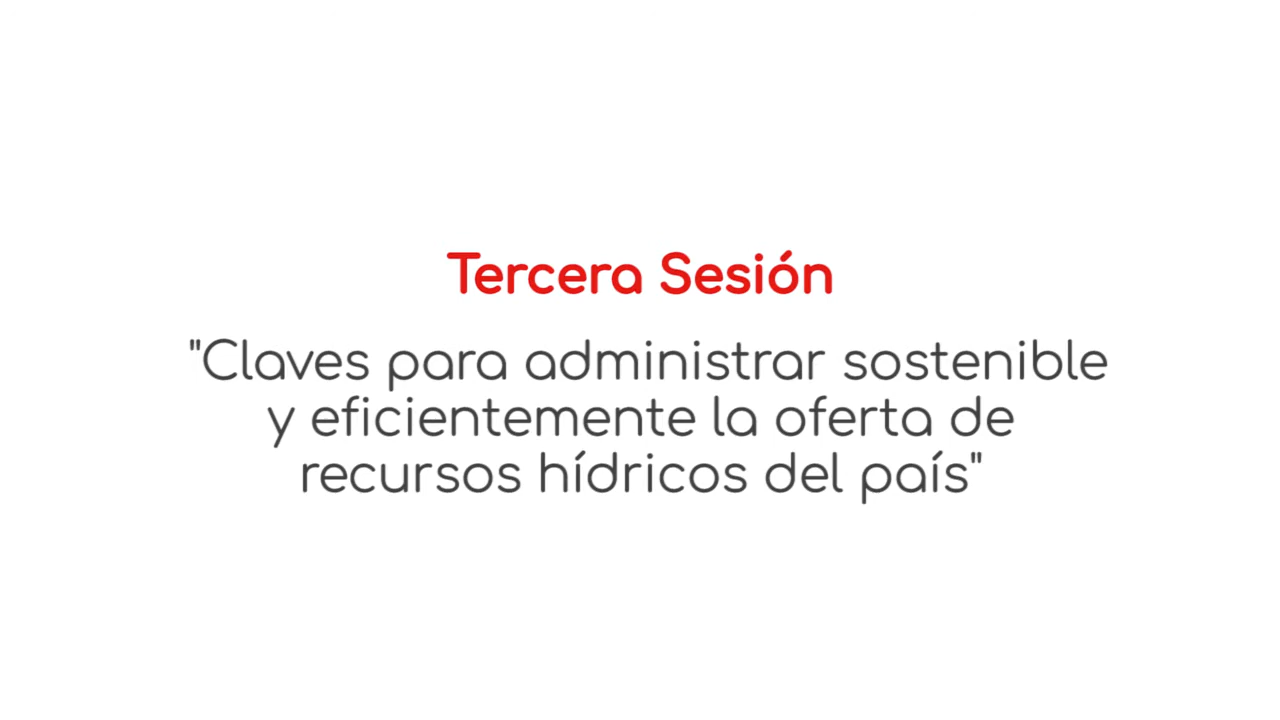 Tercera Sesión
"Claves para administrar sostenible
y eficientemente la oferta de
recursos hídricos del país"